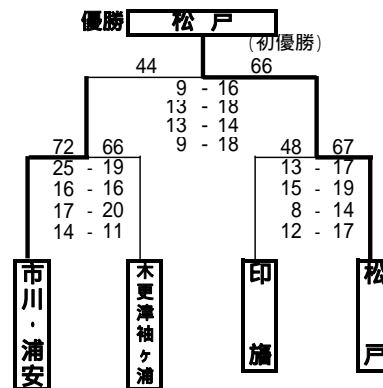 優勝 松戸
(初優勝)
44 66
9 - 16
13 - 18
13 - 14
9 - 18
72 66 48 67
25 - 19 13 - 17
16 - 16 15 - 19
17 - 20 8 - 14
14 - 11 12 - 17
市川・浦安
木更津袖ヶ浦
印旛
松戸